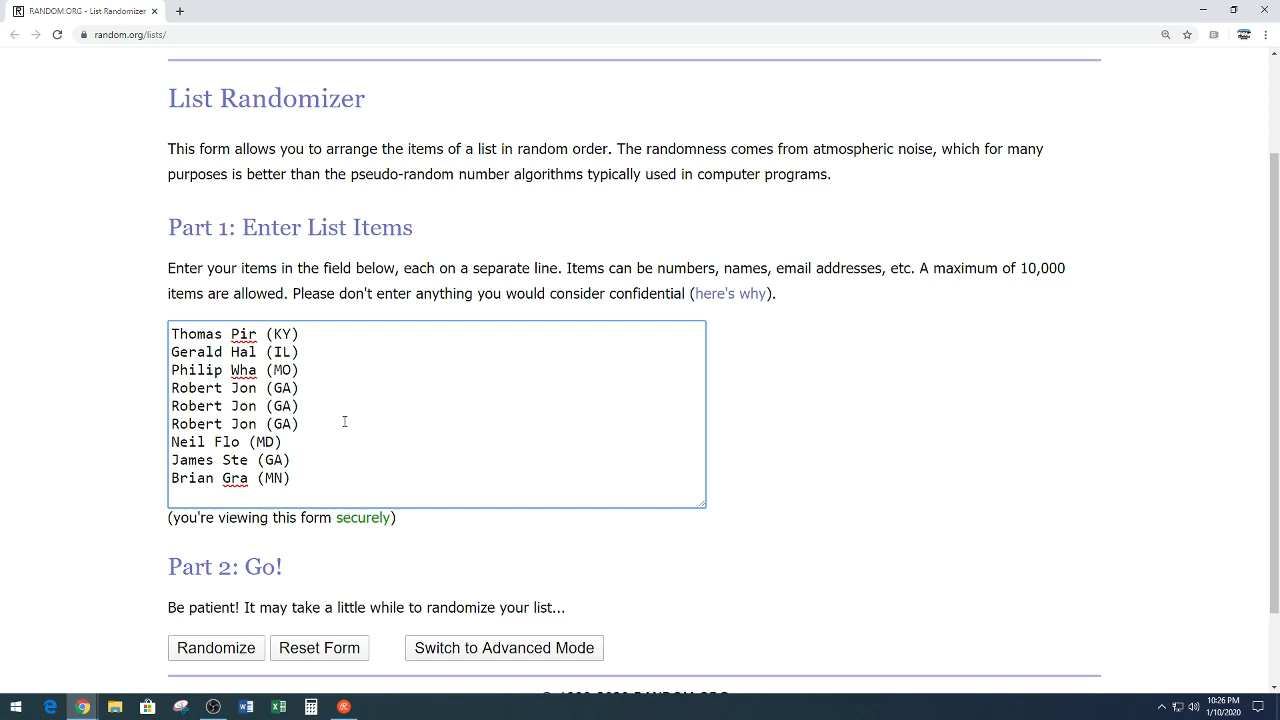 RANDOM.ORG - List Randomizer
random.org/lists/
List Randomizer
This form allows you to arrange the items of a list in random order. The randomness comes from atmospheric noise, which for many
purposes is better than the pseudo-random number algorithms typically used in computer programs.
Part 1: Enter List Items
Enter your items in the field below, each on a separate line. Items can be numbers, names, email addresses, etc. A maximum of 10,000
items are allowed. Please don't enter anything you would consider confidential (here's why).
Thomas Pir (KY)
Gerald Hal (IL)
Philip Wha (MO)
Robert Jon (GA)
Robert Jon (GA)
Robert Jon (GA)
Neil Flo (MD)
James Ste (GA)
Brian Gra (MN)
(you're viewing this form securely)
Part 2: Go!
Be patient! It may take a little while to randomize your list...
Randomize Reset Form Switch to Advanced Mode
10:26 PM
1/10/2020